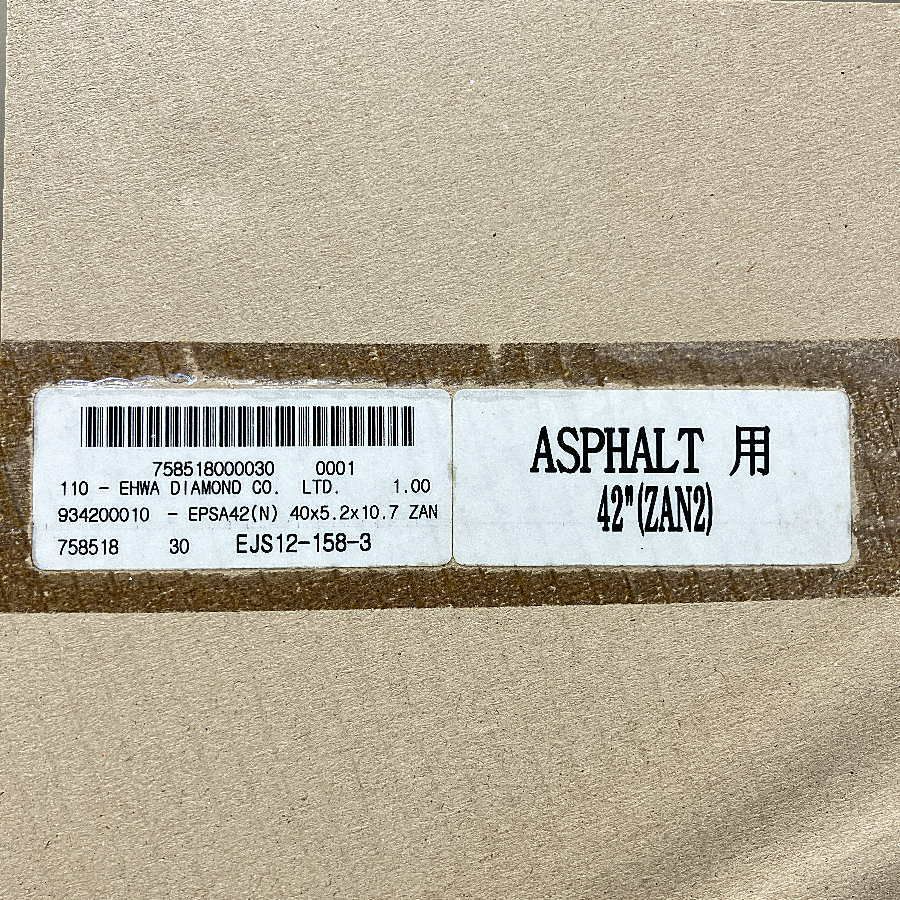 758518000030 0001
110 - EHWA DIAMOND CO. LTD. 1.00
934200010 - EPSA42(N) 40x5.2x10.7 ZAN
758518 30 EJS12-158-3
ASPHALT 用
42"(ZAN2)